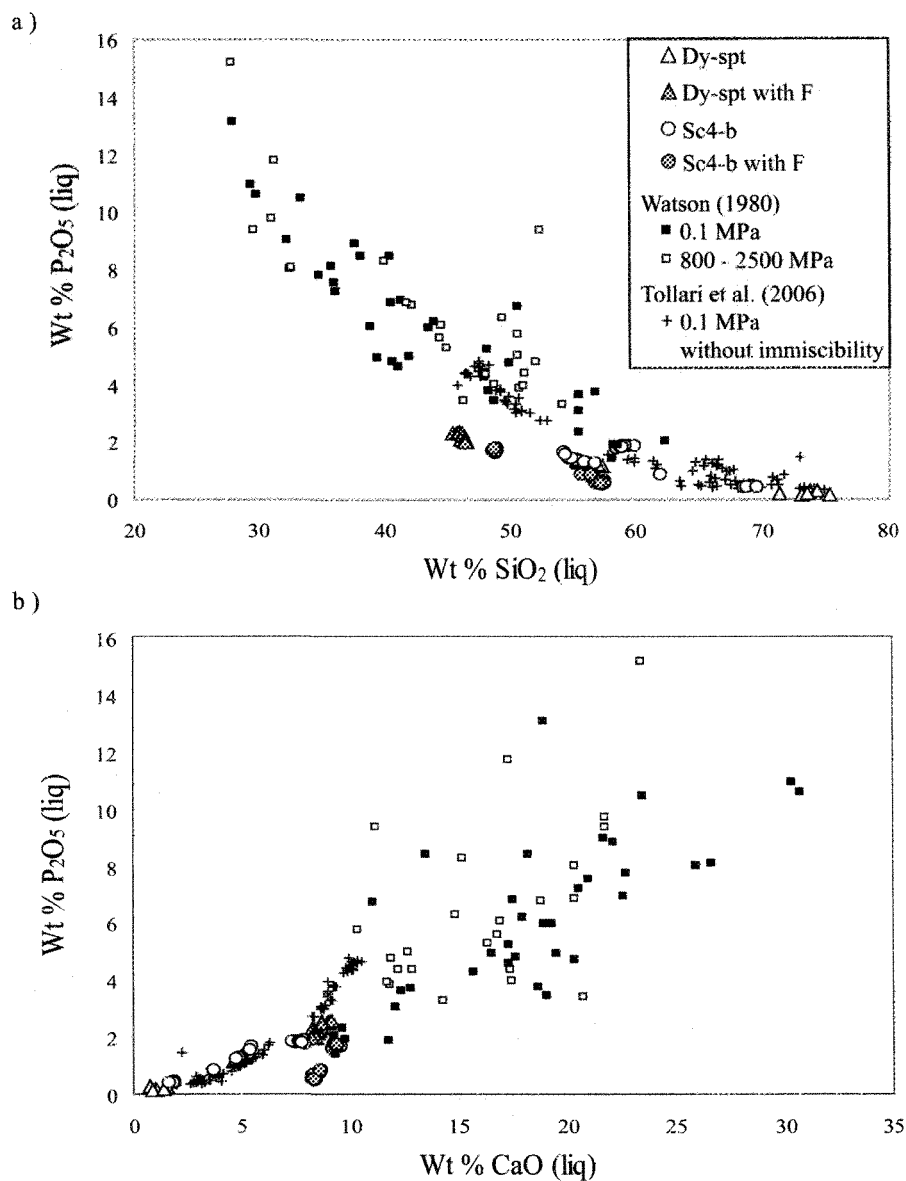 a )
16
14
12
10
8
6
4
2
0
Wt % P₂O₅ (liq)
20 30 40 50 60 70 80
Wt % SiO₂ (liq)
Dy-spt
Dy-spt with F
Sc4-b
Sc4-b with F
Watson (1980)
0.1 MPa
800 - 2500 MPa
Tollari et al. (2006)
0.1 MPa
without immiscibility
b )
16
14
12
10
8
6
4
2
0
Wt % P₂O₅ (liq)
0 5 10 15 20 25 30 35
Wt % CaO (liq)